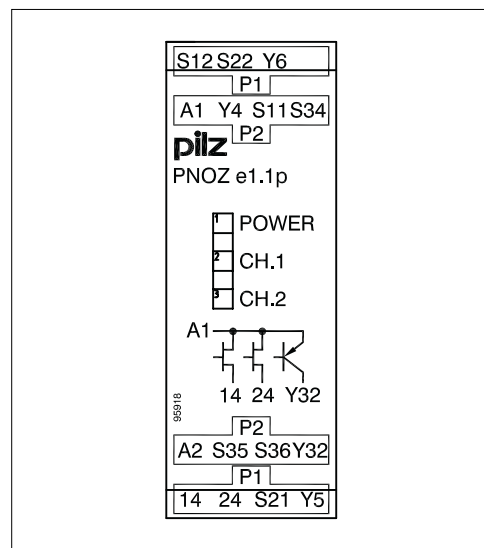 S12 S22 Y6
P1
A1 Y4 S11 S34
P2
pilz
PNOZ e1.1p
1 POWER
2 CH.1
3 CH.2
A1
14 24 Y32
95918
P2
A2 S35 S36 Y32
P1
14 24 S21 Y5